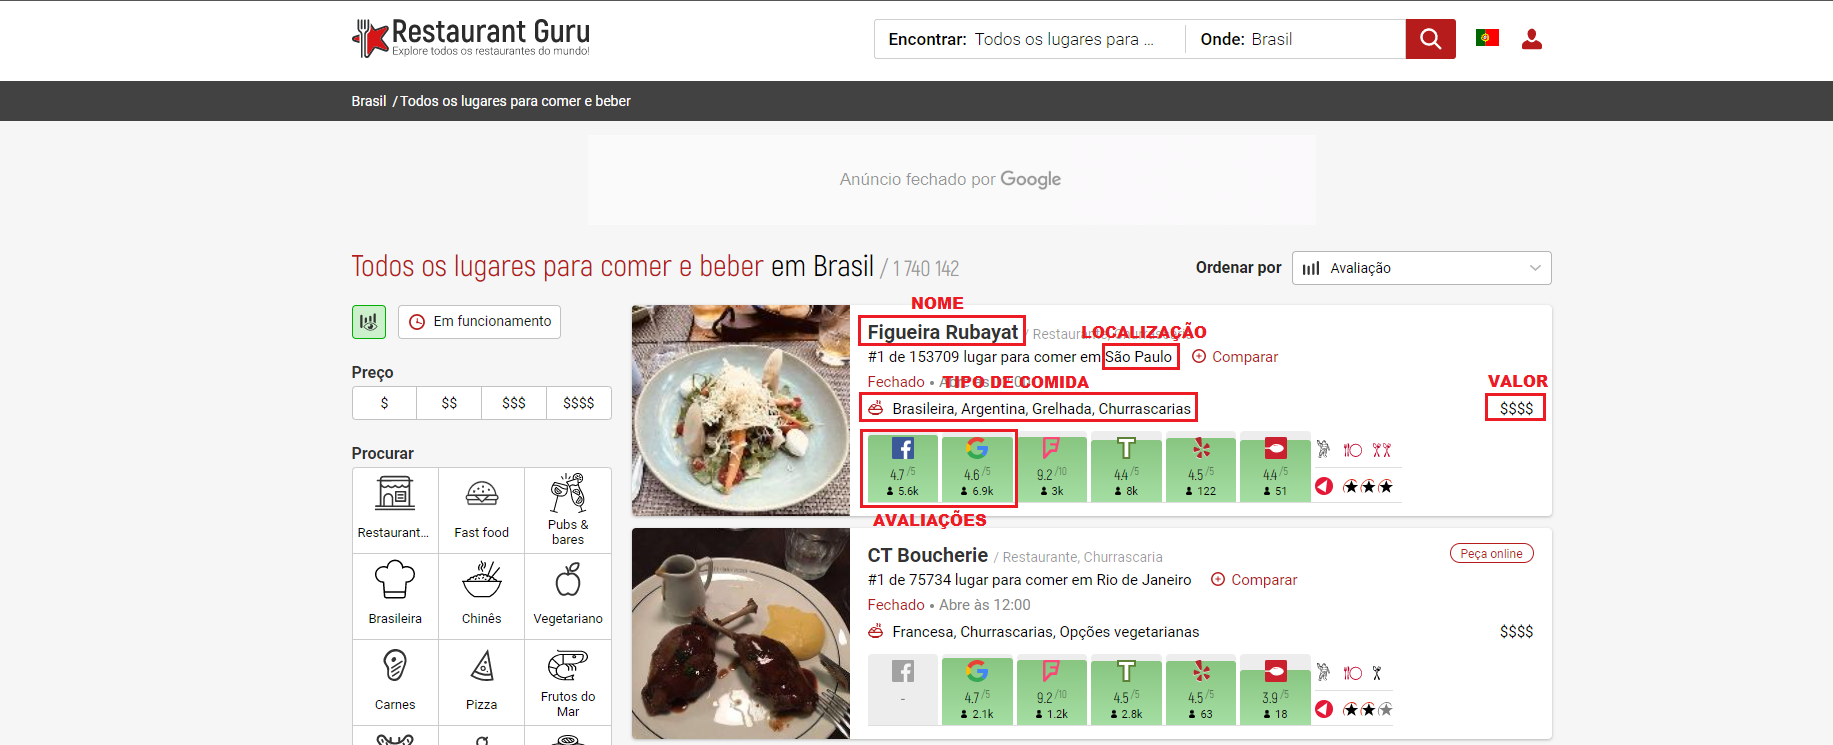 Restaurant Guru
Explore todos os restaurantes do mundo!
Encontrar: Todos os lugares para ...
Onde: Brasil
Brasil / Todos os lugares para comer e beber
Anúncio fechado por Google
Todos os lugares para comer e beber em Brasil / 1 740 142
Ordenar por
Avaliação
Em funcionamento
Preço
$ $$ $$$ $$$$
Procurar
Restaurant...
Fast food
Pubs & bares
Brasileira
Chinês
Vegetariano
Carnes
Pizza
Frutos do Mar
NOME
Figueira Rubayat / Restaurante, Churrascaria
LOCALIZAÇÃO
#1 de 153709 lugar para comer em São Paulo
Comparar
Fechado • Abre às
TIPO DE COMIDA
Brasileira, Argentina, Grelhada, Churrascarias
VALOR
$$$$
4.7/5 4.6/5 9.2/10 4.4/5 4.5/5 4.4/5
5.6k 6.9k 3k 8k 122 51
AVALIAÇÕES
CT Boucherie / Restaurante, Churrascaria
Peça online
#1 de 75734 lugar para comer em Rio de Janeiro
Comparar
Fechado • Abre às 12:00
Francesa, Churrascarias, Opções vegetarianas
$$$$
- 4.7/5 9.2/10 4.5/5 4.5/5 3.9/5
2.1k 1.2k 2.8k 63 18